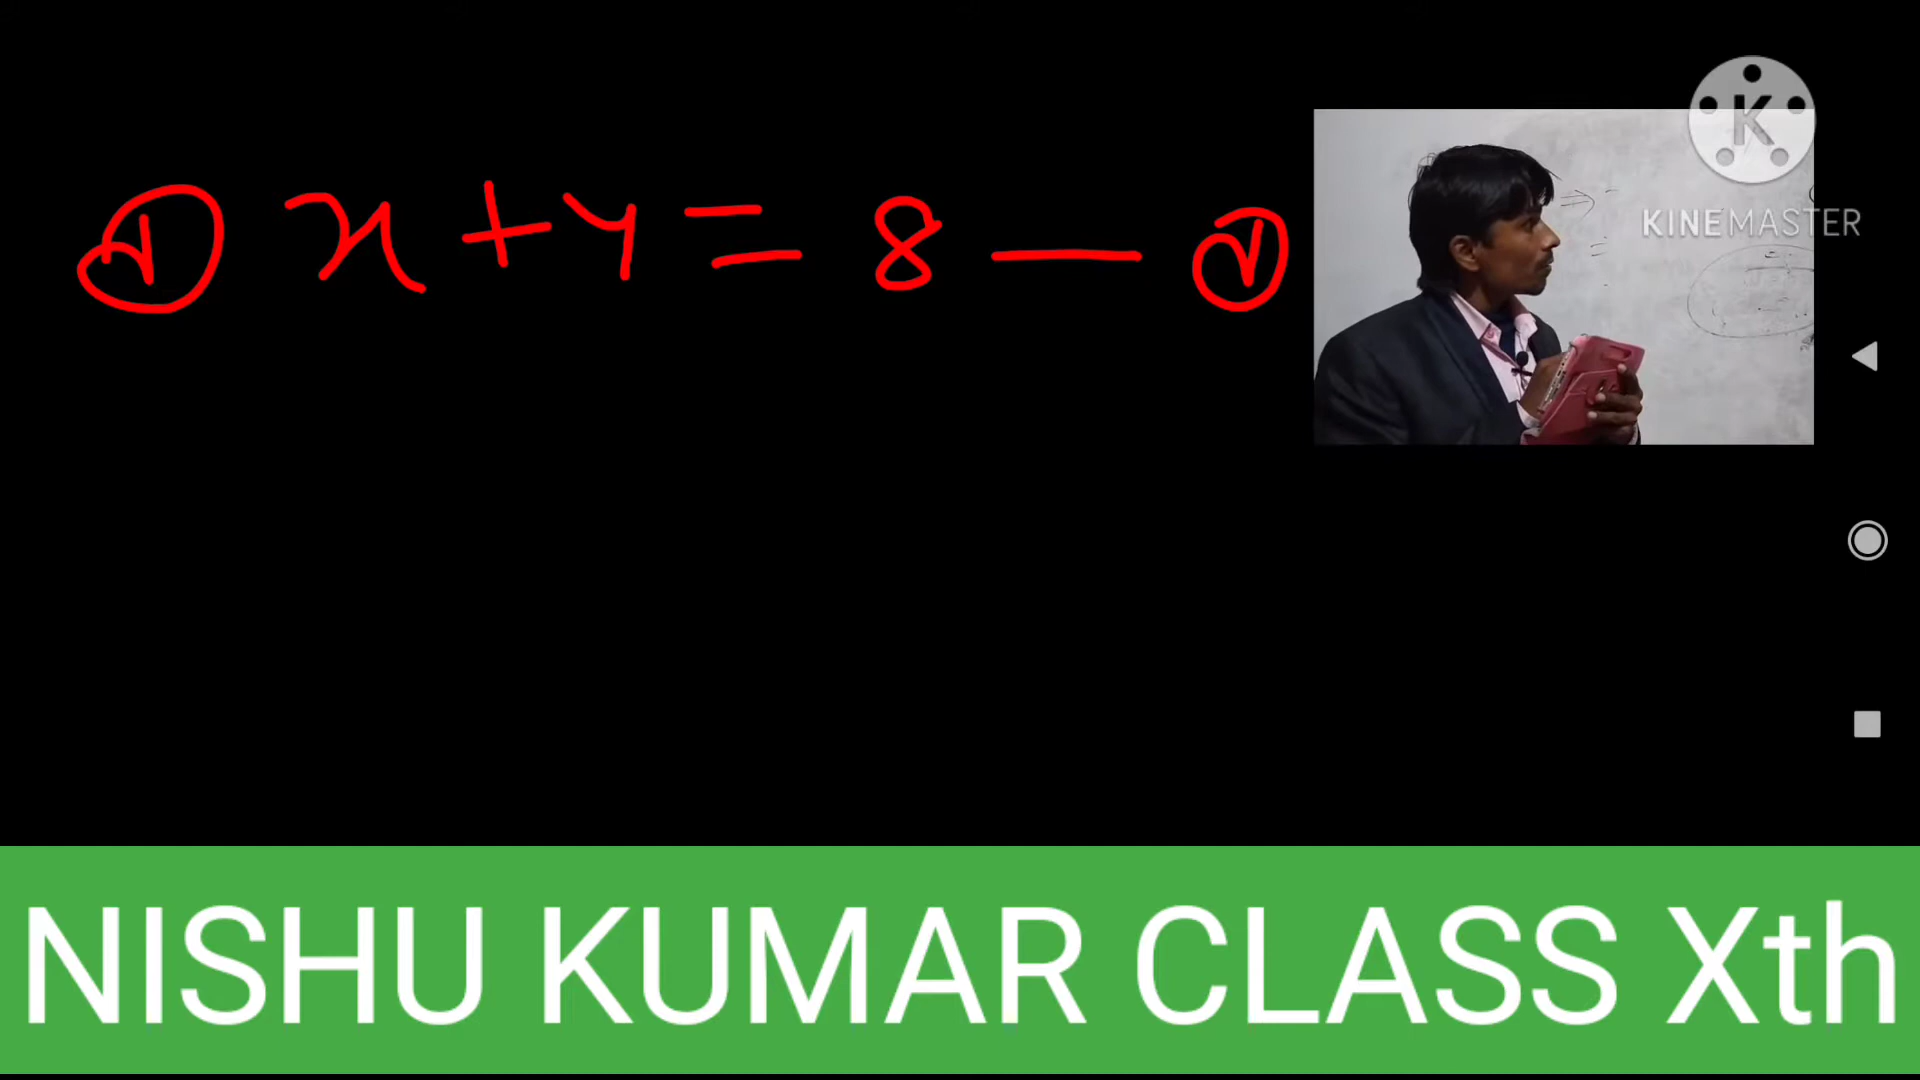 ① x + y = 8 — ①
K
KINEMASTER
NISHU KUMAR CLASS Xth